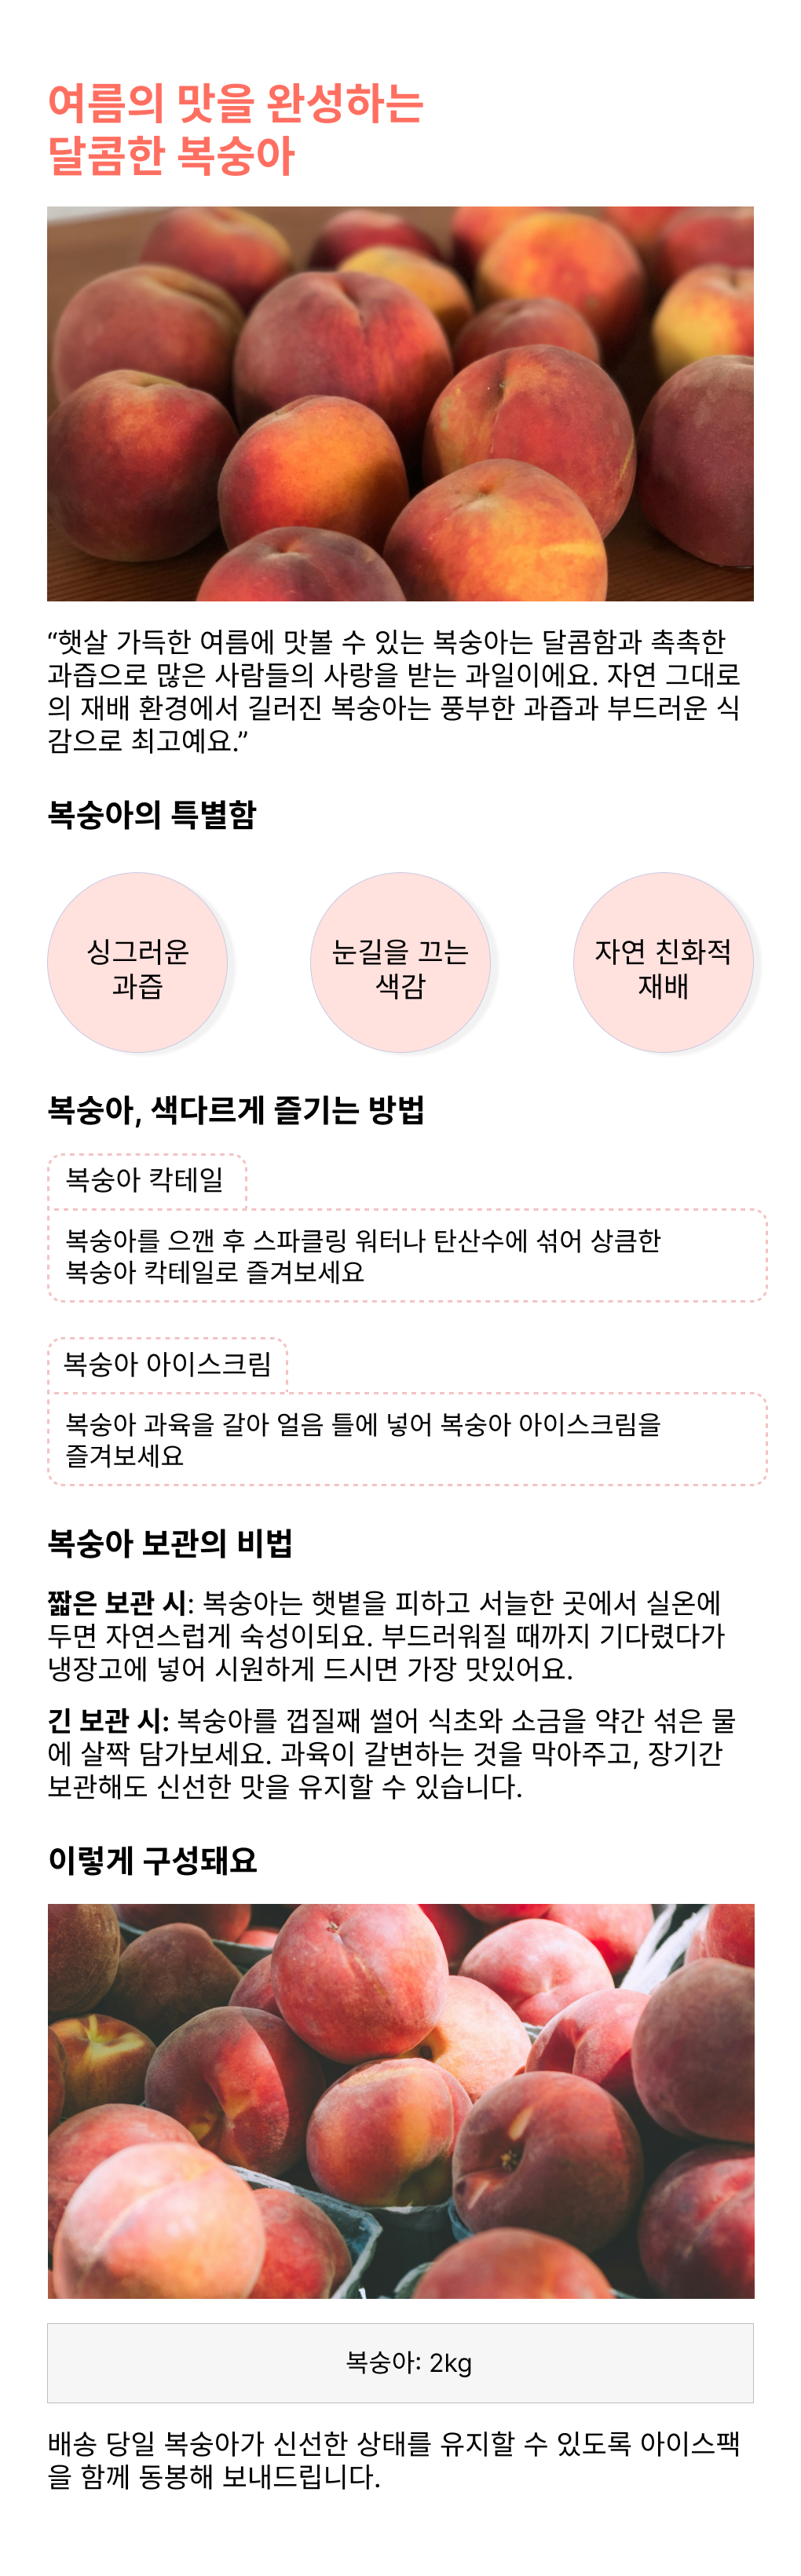 여름의 맛을 완성하는
달콤한 복숭아
“햇살 가득한 여름에 맛볼 수 있는 복숭아는 달콤함과 촉촉한
과즙으로 많은 사람들의 사랑을 받는 과일이에요. 자연 그대로
의 재배 환경에서 길러진 복숭아는 풍부한 과즙과 부드러운 식
감으로 최고예요.”
복숭아의 특별함
싱그러운
과즙
눈길을 끄는
색감
자연 친화적
재배
복숭아, 색다르게 즐기는 방법
복숭아 칵테일
복숭아를 으깬 후 스파클링 워터나 탄산수에 섞어 상큼한
복숭아 칵테일로 즐겨보세요
복숭아 아이스크림
복숭아 과육을 갈아 얼음 틀에 넣어 복숭아 아이스크림을
즐겨보세요
복숭아 보관의 비법
짧은 보관 시: 복숭아는 햇볕을 피하고 서늘한 곳에서 실온에
두면 자연스럽게 숙성이되요. 부드러워질 때까지 기다렸다가
냉장고에 넣어 시원하게 드시면 가장 맛있어요.
긴 보관 시: 복숭아를 껍질째 썰어 식초와 소금을 약간 섞은 물
에 살짝 담가보세요. 과육이 갈변하는 것을 막아주고, 장기간
보관해도 신선한 맛을 유지할 수 있습니다.
이렇게 구성돼요
복숭아: 2kg
배송 당일 복숭아가 신선한 상태를 유지할 수 있도록 아이스팩
을 함께 동봉해 보내드립니다.